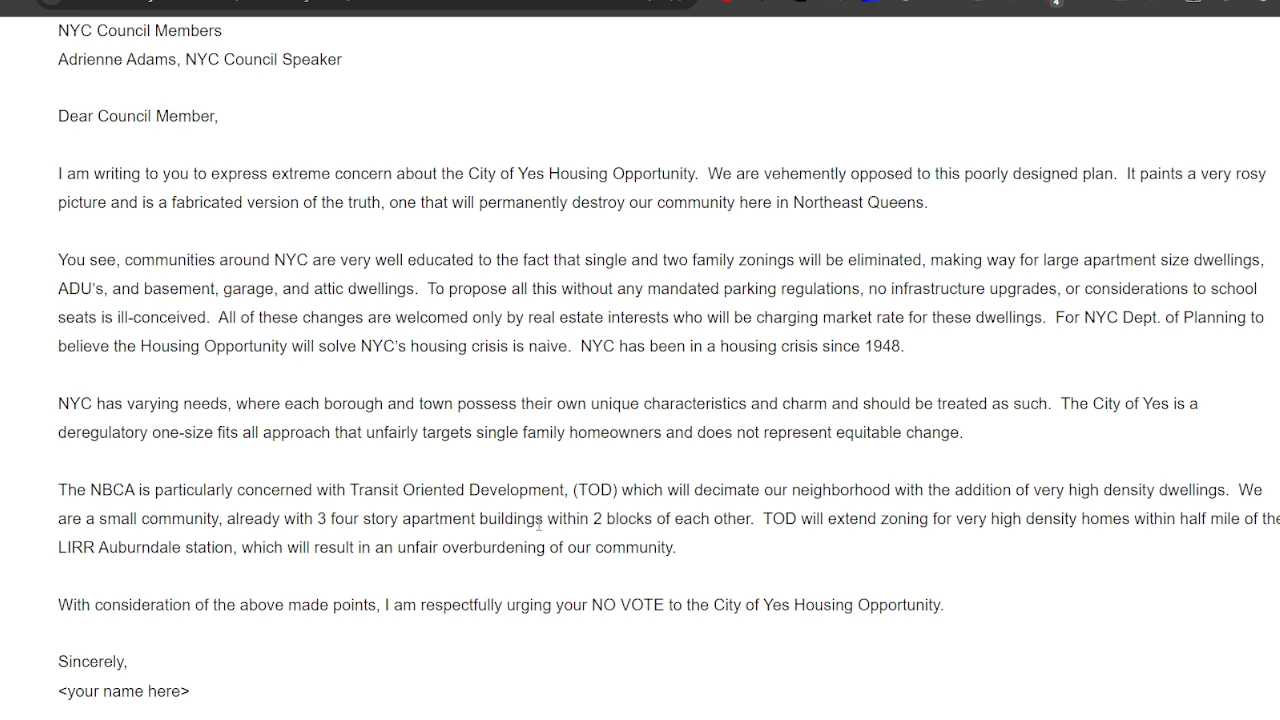 NYC Council Members
Adrienne Adams, NYC Council Speaker
Dear Council Member,
I am writing to you to express extreme concern about the City of Yes Housing Opportunity.  We are vehemently opposed to this poorly designed plan.  It paints a very rosy
picture and is a fabricated version of the truth, one that will permanently destroy our community here in Northeast Queens.
You see, communities around NYC are very well educated to the fact that single and two family zonings will be eliminated, making way for large apartment size dwellings,
ADU's, and basement, garage, and attic dwellings.  To propose all this without any mandated parking regulations, no infrastructure upgrades, or considerations to school
seats is ill-conceived.  All of these changes are welcomed only by real estate interests who will be charging market rate for these dwellings.  For NYC Dept. of Planning to
believe the Housing Opportunity will solve NYC's housing crisis is naive.  NYC has been in a housing crisis since 1948.
NYC has varying needs, where each borough and town possess their own unique characteristics and charm and should be treated as such.  The City of Yes is a
deregulatory one-size fits all approach that unfairly targets single family homeowners and does not represent equitable change.
The NBCA is particularly concerned with Transit Oriented Development, (TOD) which will decimate our neighborhood with the addition of very high density dwellings.  We
are a small community, already with 3 four story apartment buildings within 2 blocks of each other.  TOD will extend zoning for very high density homes within half mile of the
LIRR Auburndale station, which will result in an unfair overburdening of our community.
With consideration of the above made points, I am respectfully urging your NO VOTE to the City of Yes Housing Opportunity.
Sincerely,
<your name here>